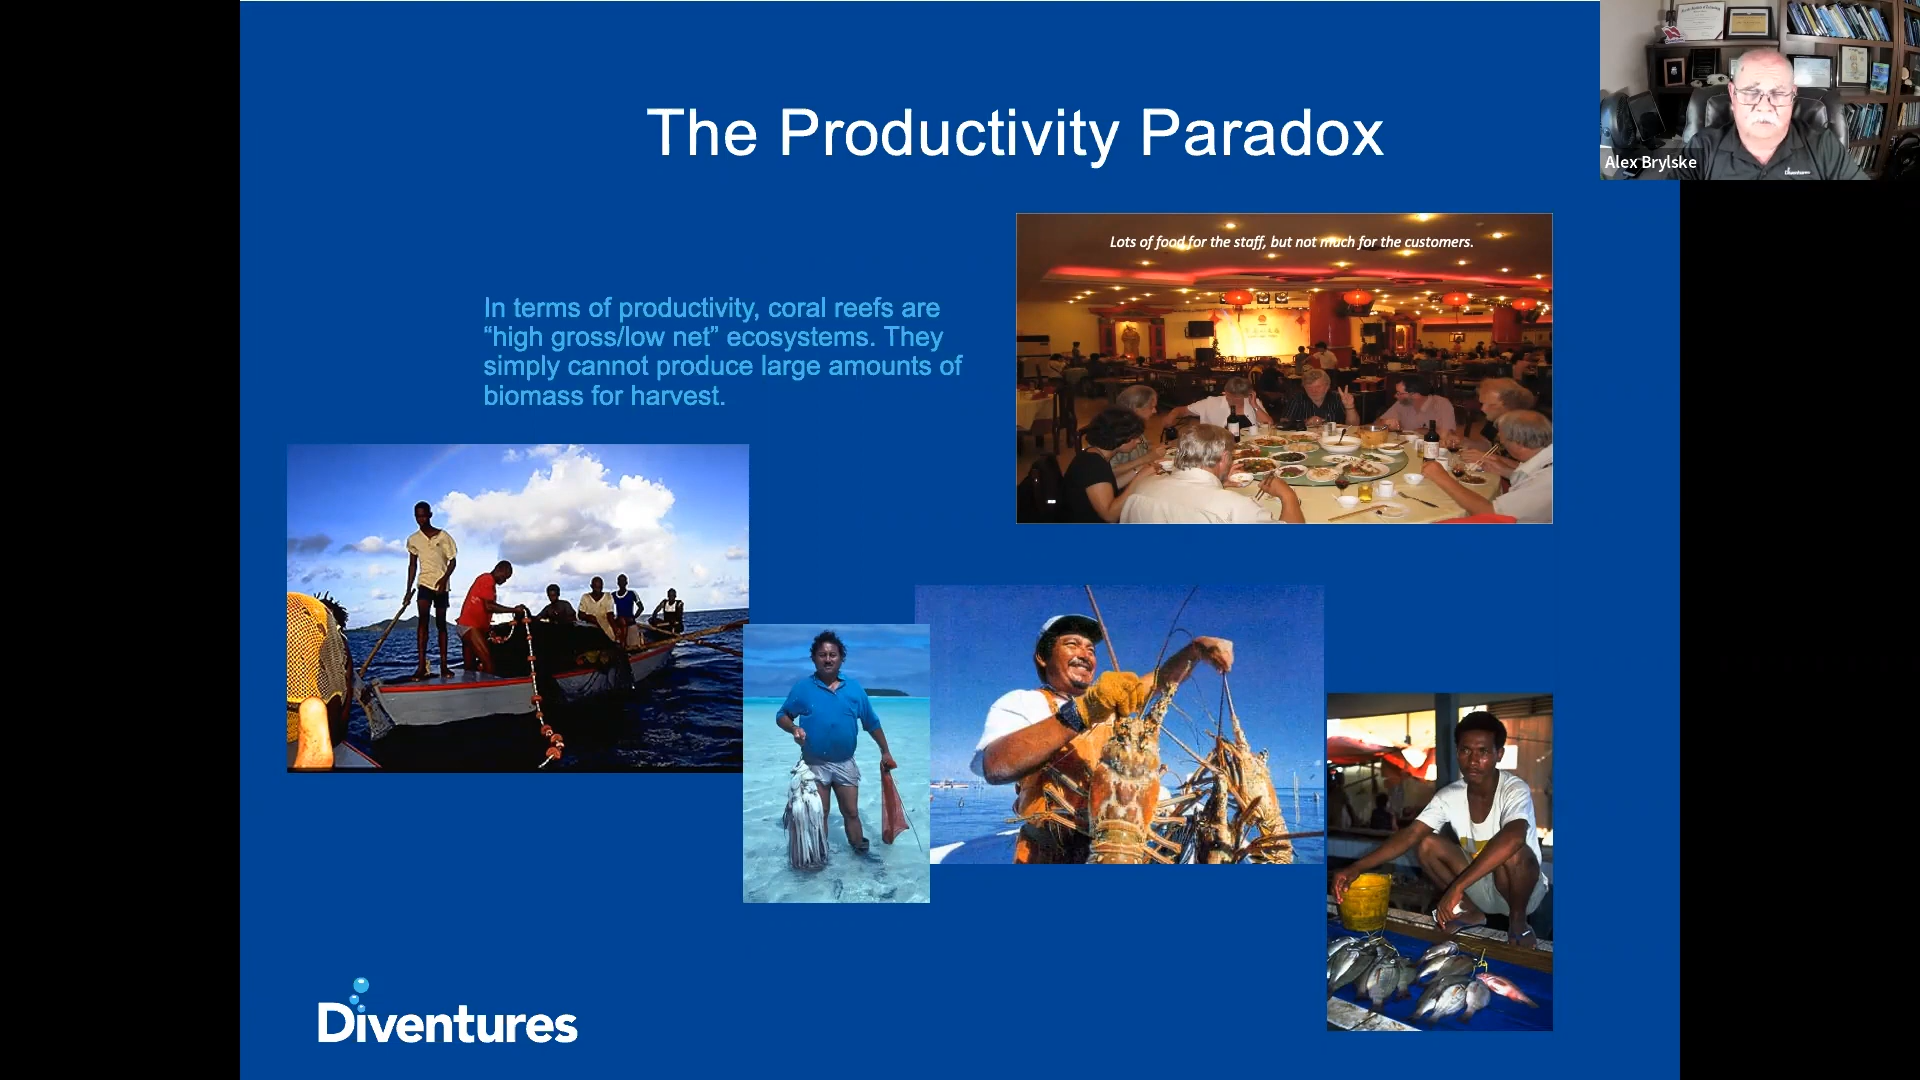 The Productivity Paradox
Alex Brylske
Lots of food for the staff, but not much for the customers.
In terms of productivity, coral reefs are
“high gross/low net” ecosystems. They
simply cannot produce large amounts of
biomass for harvest.
Diventures